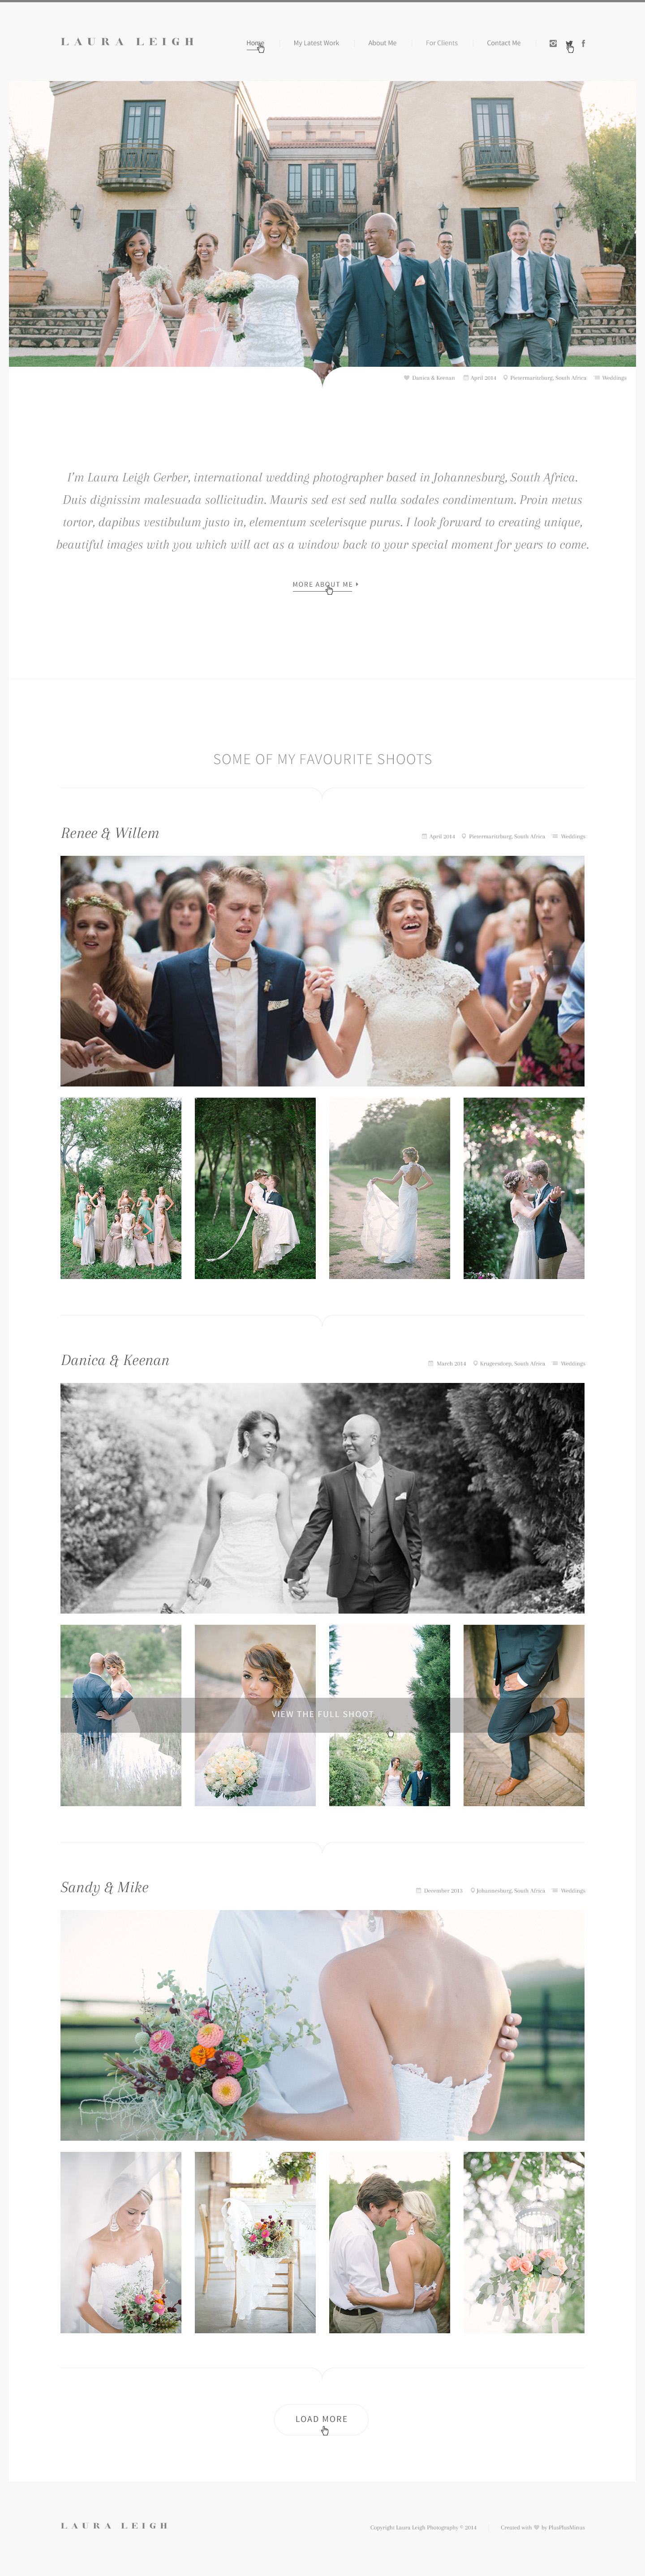 LAURA LEIGH
Home My Latest Work About Me For Clients Contact Me
Danica & Keenan April 2014 Pietermaritzburg, South Africa Weddings
I'm Laura Leigh Gerber, international wedding photographer based in Johannesburg, South Africa.
Duis dignissim malesuada sollicitudin. Mauris sed est sed nulla sodales condimentum. Proin metus
tortor, dapibus vestibulum justo in, elementum scelerisque purus. I look forward to creating unique,
beautiful images with you which will act as a window back to your special moment for years to come.
MORE ABOUT ME
SOME OF MY FAVOURITE SHOOTS
Renee & Willem
April 2014 Pietermaritzburg, South Africa Weddings
Danica & Keenan
March 2014 Krugersdorp, South Africa Weddings
VIEW THE FULL SHOOT
Sandy & Mike
December 2013 Johannesburg, South Africa Weddings
LOAD MORE
LAURA LEIGH
Copyright Laura Leigh Photography © 2014 Created with by PlusPlusMinus